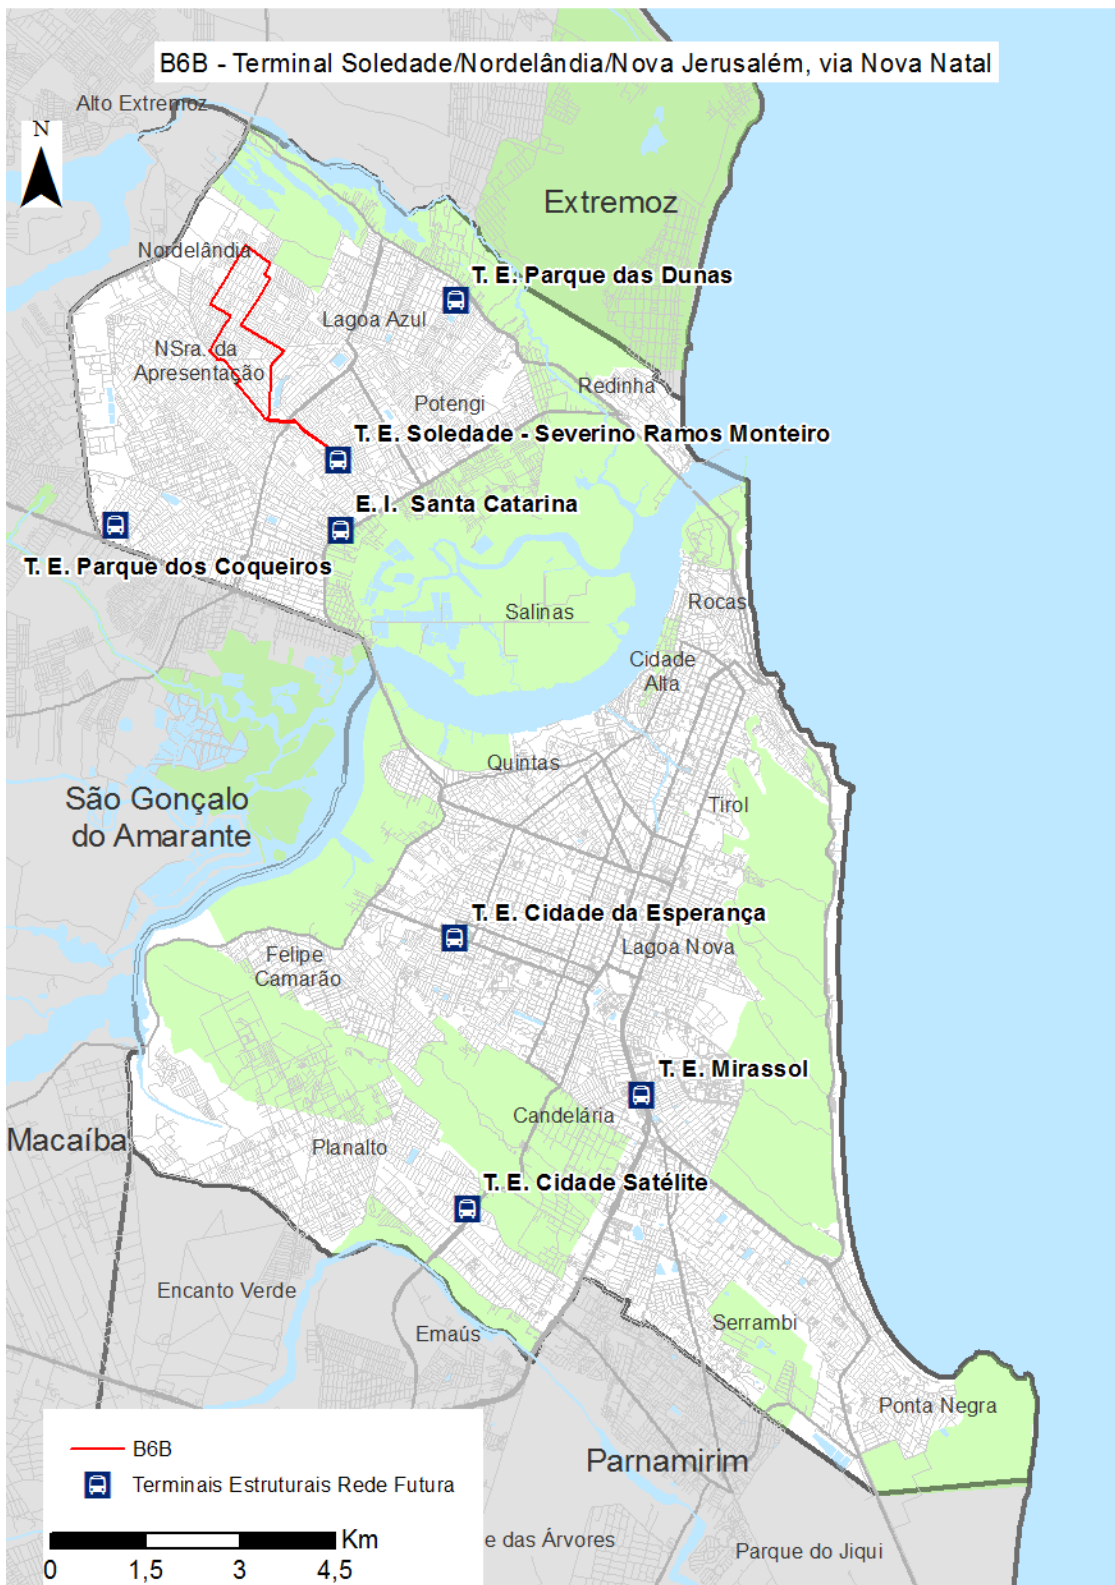 B6B - Terminal Soledade/Nordelândia/Nova Jerusalém, via Nova Natal
Alto Extremoz
N
Extremoz
Nordelândia
T. E. Parque das Dunas
Lagoa Azul
NSra. da
Apresentação
Redinha
Potengi
T. E. Soledade - Severino Ramos Monteiro
E. I. Santa Catarina
T. E. Parque dos Coqueiros
Salinas
Rocas
Cidade
Alta
Quintas
São Gonçalo
do Amarante
Tirol
T. E. Cidade da Esperança
Lagoa Nova
Felipe
Camarão
T. E. Mirassol
Candelária
Macaíba
Planalto
T. E. Cidade Satélite
Encanto Verde
Emaús
Serrambi
Ponta Negra
Parnamirim
B6B
Terminais Estruturais Rede Futura
Km
0 1,5 3 4,5
e das Árvores
Parque do Jiqui